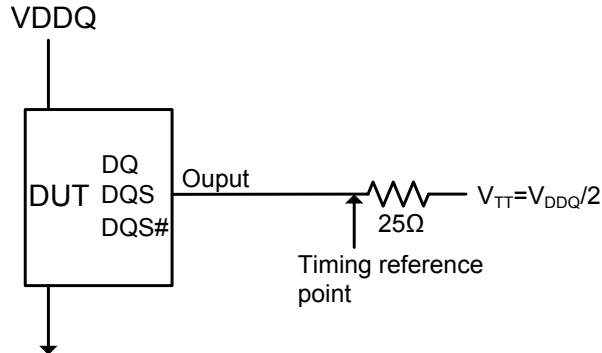 VDDQ
DUT
DQ
DQS
DQS#
Ouput
25Ω
VTT=VDDQ/2
Timing reference
point